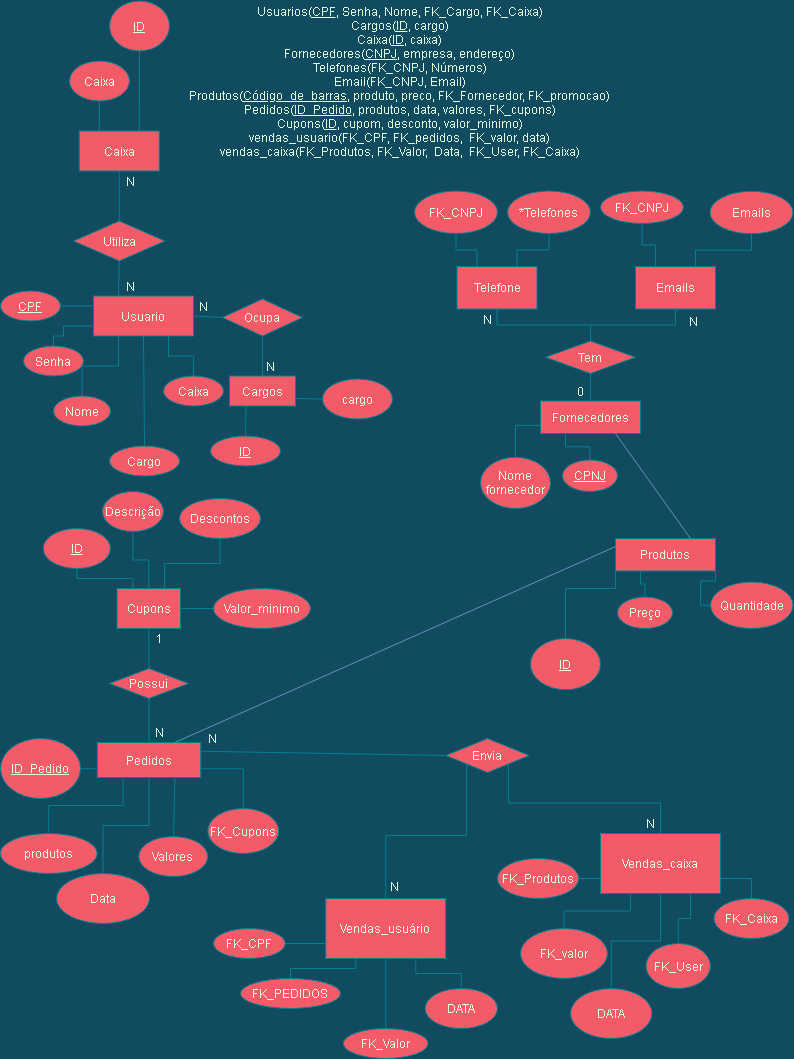 Usuarios(CPF, Senha, Nome, FK_Cargo, FK_Caixa)
Cargos(ID, cargo)
Caixa(ID, caixa)
Fornecedores(CNPJ, empresa, endereço)
Telefones(FK_CNPJ, Números)
Email(FK_CNPJ, Email)
Produtos(Código_de_barras, produto, preco, FK_Fornecedor, FK_promocao)
Pedidos(ID_Pedido, produtos, data, valores, FK_cupons)
Cupons(ID, cupom, desconto, valor_minimo)
vendas_usuario(FK_CPF, FK_pedidos, FK_valor, data)
vendas_caixa(FK_Produtos, FK_Valor, Data, FK_User, FK_Caixa)
ID
Caixa
Caixa
N
Utiliza
N
CPF
Usuario
N
Ocupa
Senha
Nome
Caixa
Cargo
N
Cargos
cargo
ID
FK_CNPJ
*Telefones
FK_CNPJ
Emails
Telefone
Emails
N
N
Tem
0
Fornecedores
Nome
fornecedor
CPNJ
Produtos
Preço
Quantidade
ID
Descrição
Descontos
ID
Cupons
Valor_minimo
1
Possui
N
N
Pedidos
ID_Pedido
produtos
Data
Valores
FK_Cupons
Envia
N
Vendas_caixa
FK_Produtos
FK_valor
DATA
FK_User
FK_Caixa
N
Vendas_usuário
FK_CPF
FK_PEDIDOS
FK_Valor
DATA